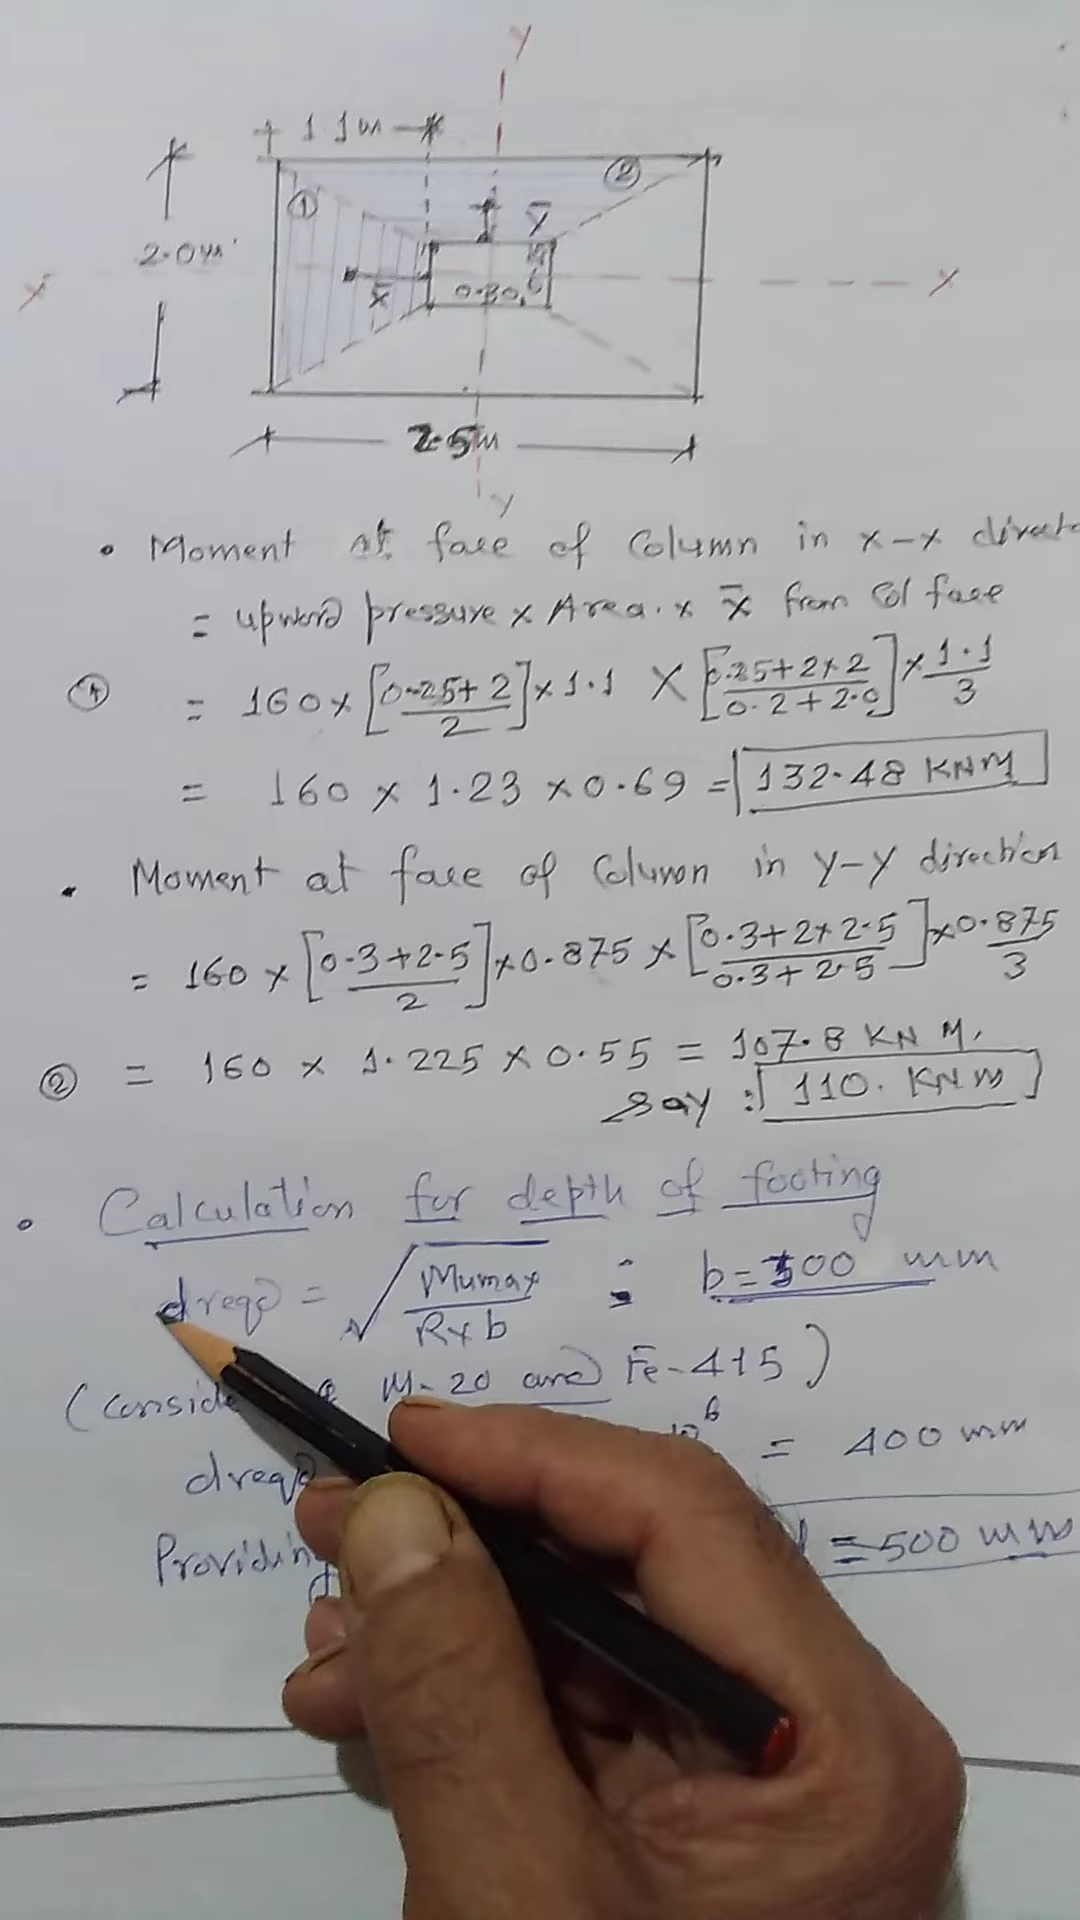 Y
1.1m
②
①
ȳ
2.0m
X
x̄
0.30
X
2.5m
Y
• Moment at face of Column in x-x directi
= upward pressure x Area. x x̄ from Col face
① = 160 x [0.25+2 / 2] x 1.1 x [0.25+2x2 / 0.2+2.0] x 1.1 / 3
= 160 x 1.23 x 0.69 = 132.48 KNM
• Moment at face of Column in y-y direction
= 160 x [0.3+2.5 / 2] x 0.875 x [0.3+2x2.5 / 0.3+2.5] x 0.875 / 3
② = 160 x 1.225 x 0.55 = 107.8 KN M.
Say : 110. KNM
• Calculation for depth of footing
dreqd = √ Mumax / Rxb : b = 500 mm
M-20 and Fe-415)
dreqd = 400 mm
Providing = 500 mm